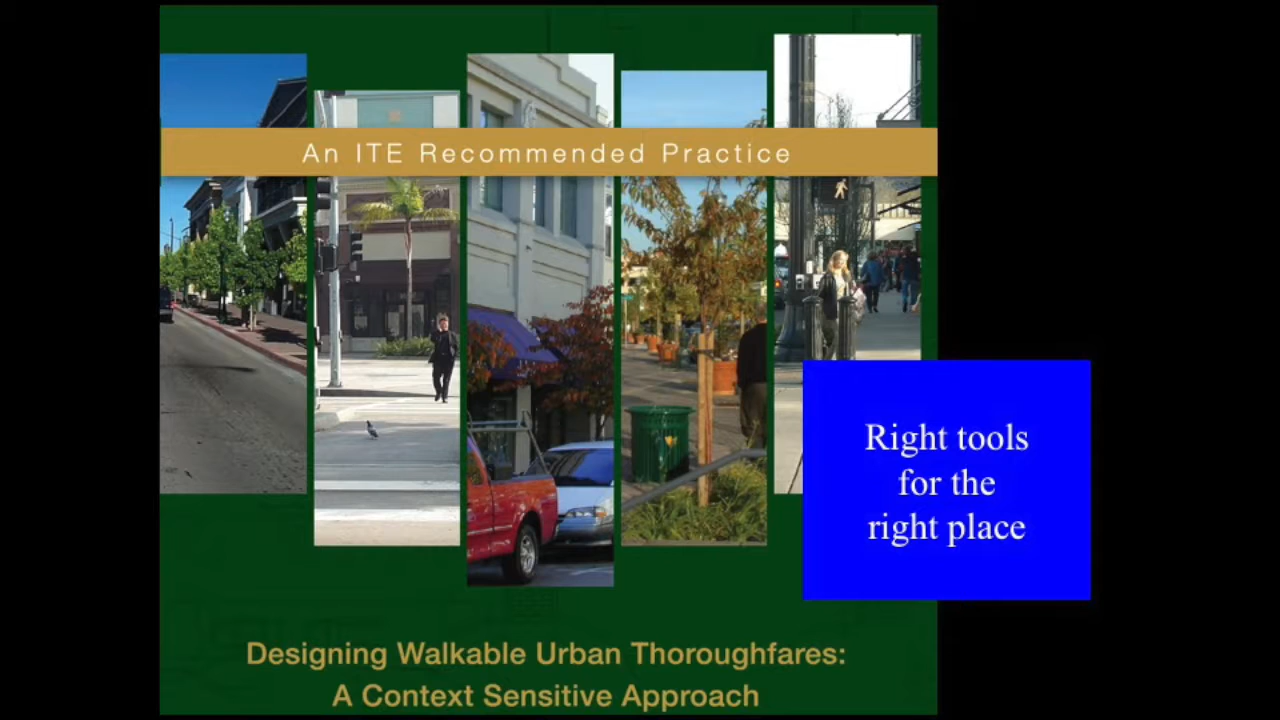 An ITE Recommended Practice
Right tools
for the
right place
Designing Walkable Urban Thoroughfares:
A Context Sensitive Approach